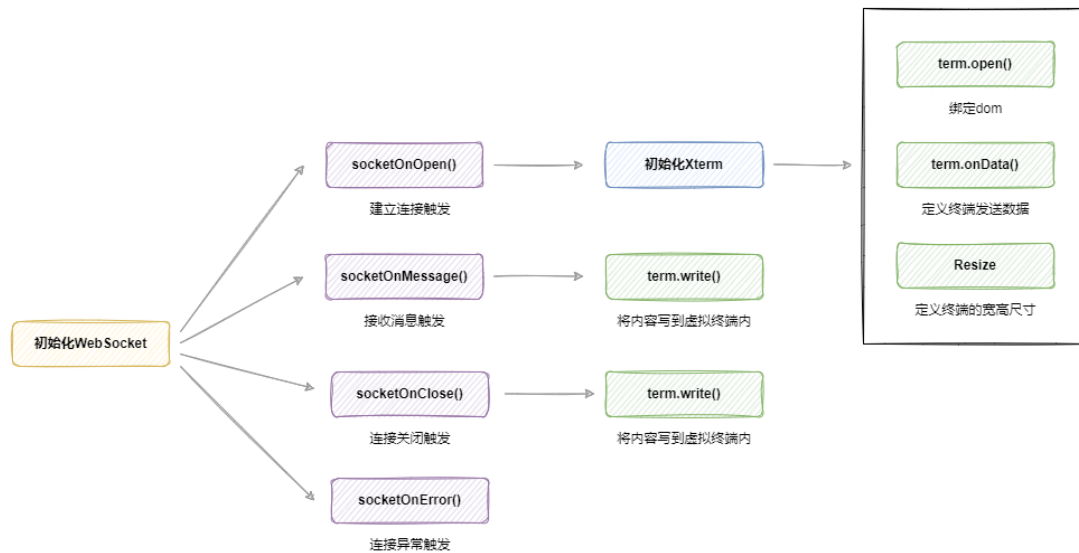 初始化WebSocket
socketOnOpen()
建立连接触发
socketOnMessage()
接收消息触发
socketOnClose()
连接关闭触发
socketOnError()
连接异常触发
初始化Xterm
term.write()
将内容写到虚拟终端内
term.write()
将内容写到虚拟终端内
term.open()
绑定dom
term.onData()
定义终端发送数据
Resize
定义终端的宽高尺寸